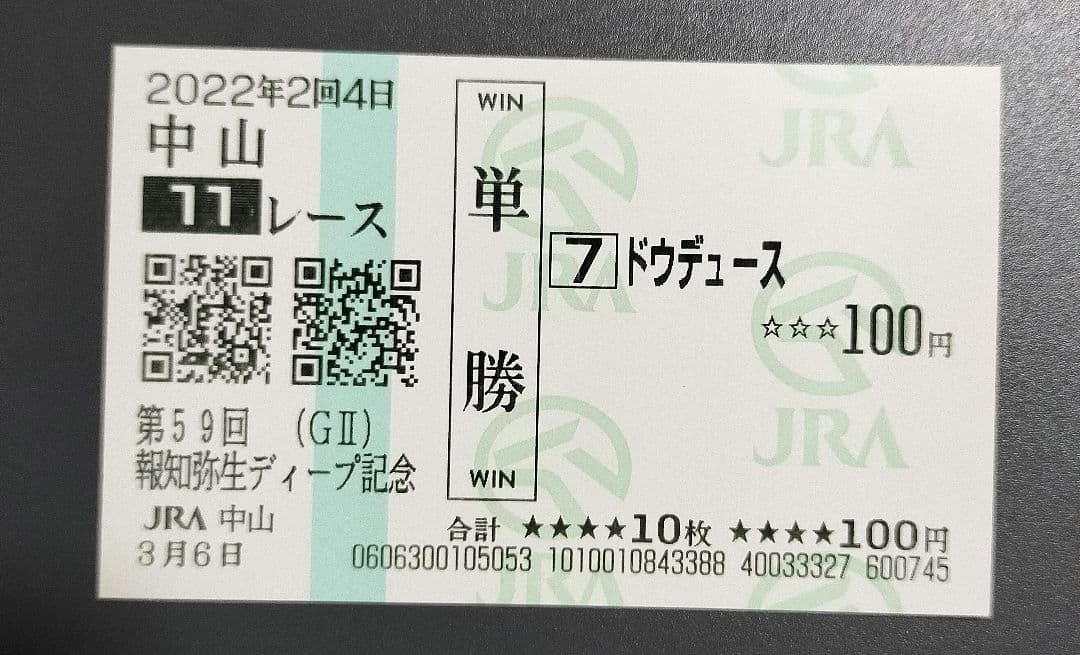 2022年2回4日
中山
11レース
第59回 (GⅡ)
報知弥生ディープ記念
JRA 中山
3月6日
WIN
単勝
WIN
7 ドウデュース
☆☆☆100円
合計 ★★★★10枚 ★★★★100円
0606300105053 1010010843388 40033327 600745
JRA
JRA
JRA
JRA